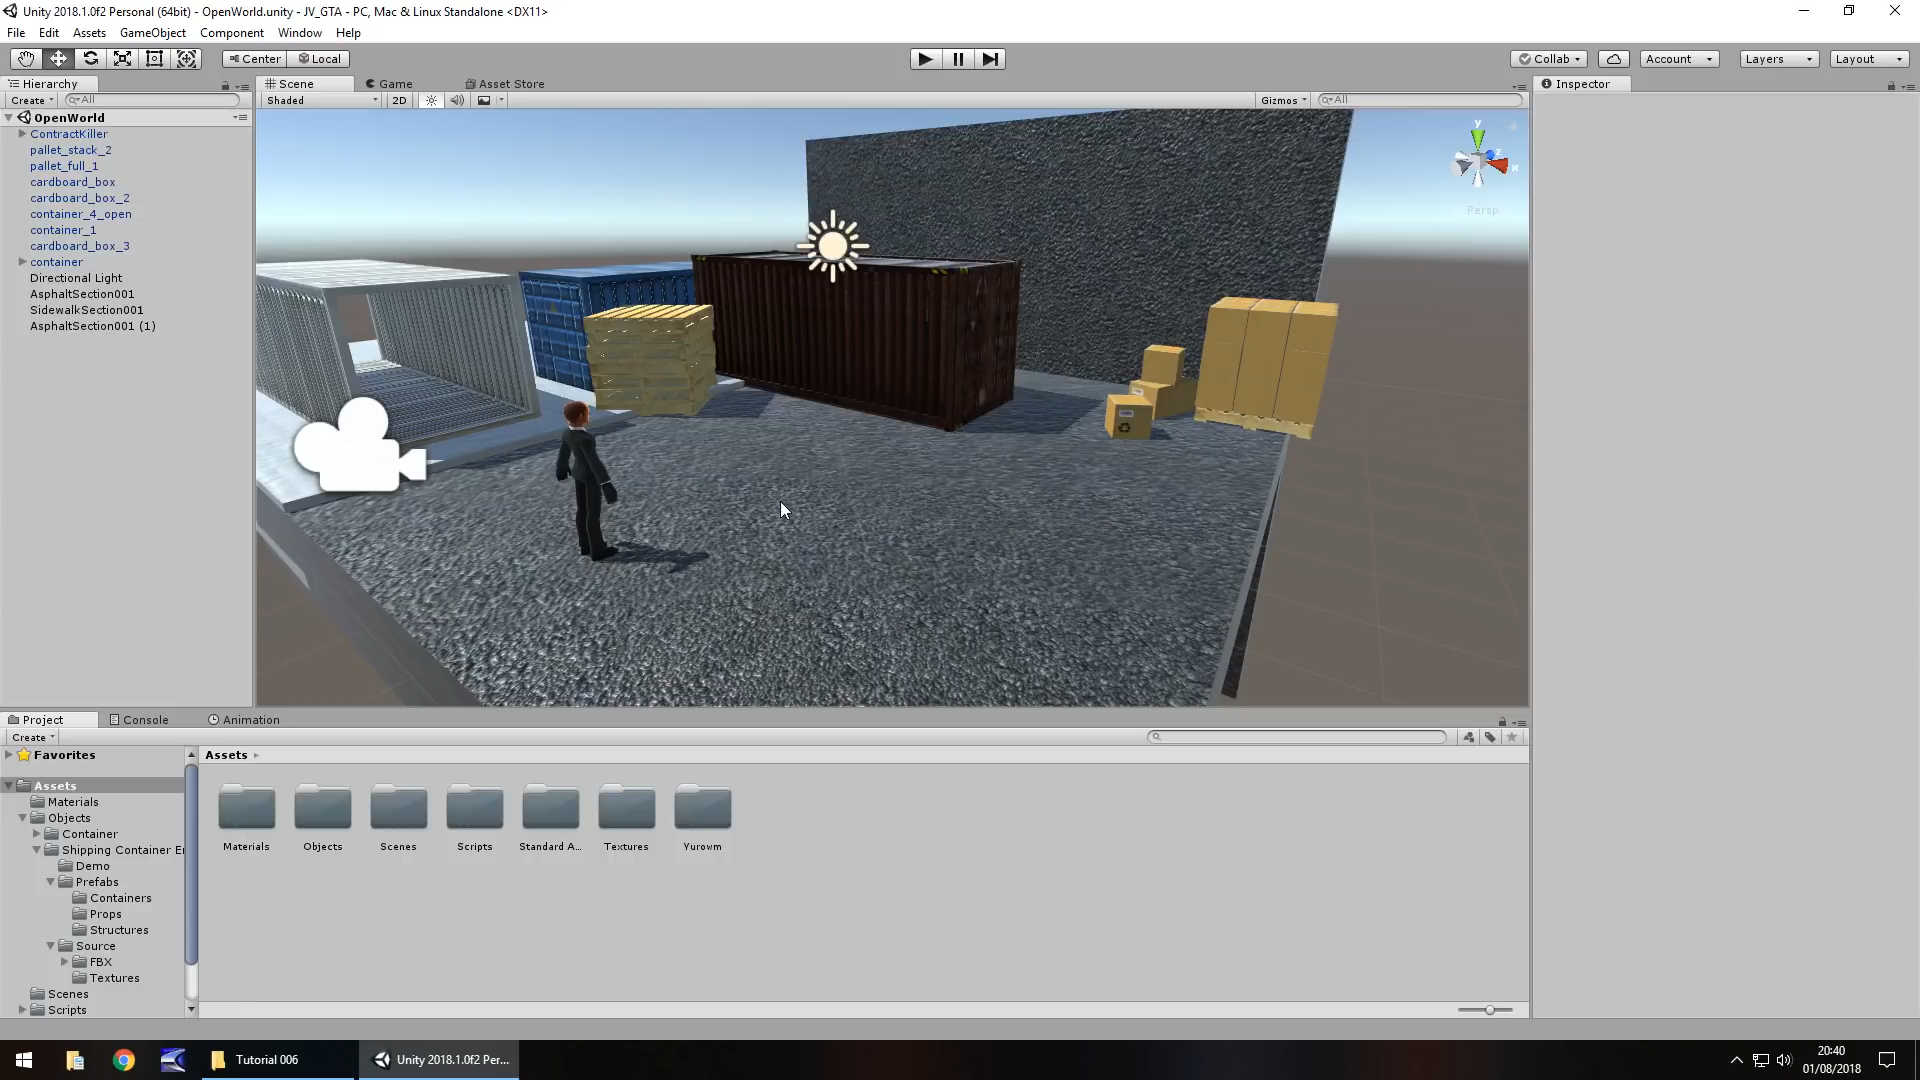 Unity 2018.1.0f2 Personal (64bit) - OpenWorld.unity - JV_GTA - PC, Mac & Linux Standalone <DX11>
File Edit Assets GameObject Component Window Help
Center Local Collab Account Layers Layout
Hierarchy Scene Game Asset Store Inspector
Create All Shaded 2D Gizmos All
OpenWorld
ContractKiller
pallet_stack_2
pallet_full_1
cardboard_box
cardboard_box_2
container_4_open
container_1
cardboard_box_3
container
Directional Light
AsphaltSection001
SidewalkSection001
AsphaltSection001 (1)
y
z
x
Persp
Project Console Animation
Create
Favorites
Assets
Materials
Objects
Container
Shipping Container Er
Demo
Prefabs
Containers
Props
Structures
Source
FBX
Textures
Scenes
Scripts
Assets
Materials Objects Scenes Scripts Standard A... Textures Yurowm
Tutorial 006 Unity 2018.1.0f2 Per...
20:40
01/08/2018